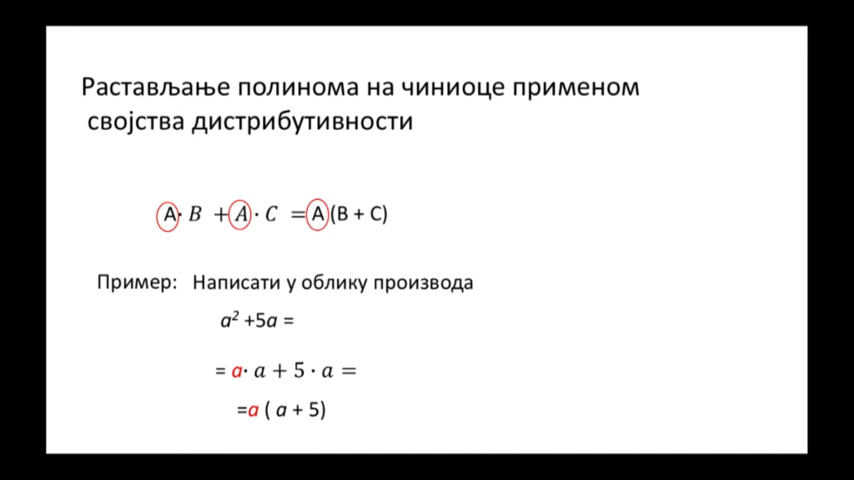 Растављање полинома на чиниоце применом
својства дистрибутивности
A· B + A · C = A (B + C)
Пример: Написати у облику производа
a² +5a =
= a· a + 5 · a =
=a ( a + 5)